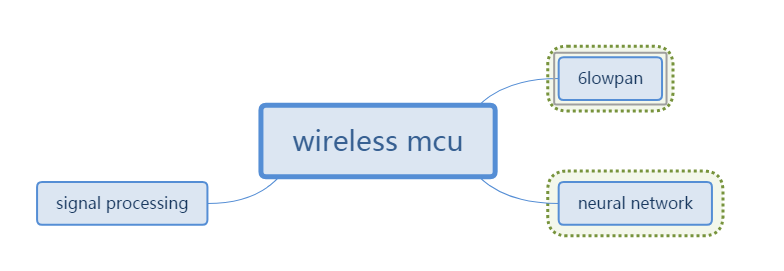 6lowpan
wireless mcu
signal processing
neural network